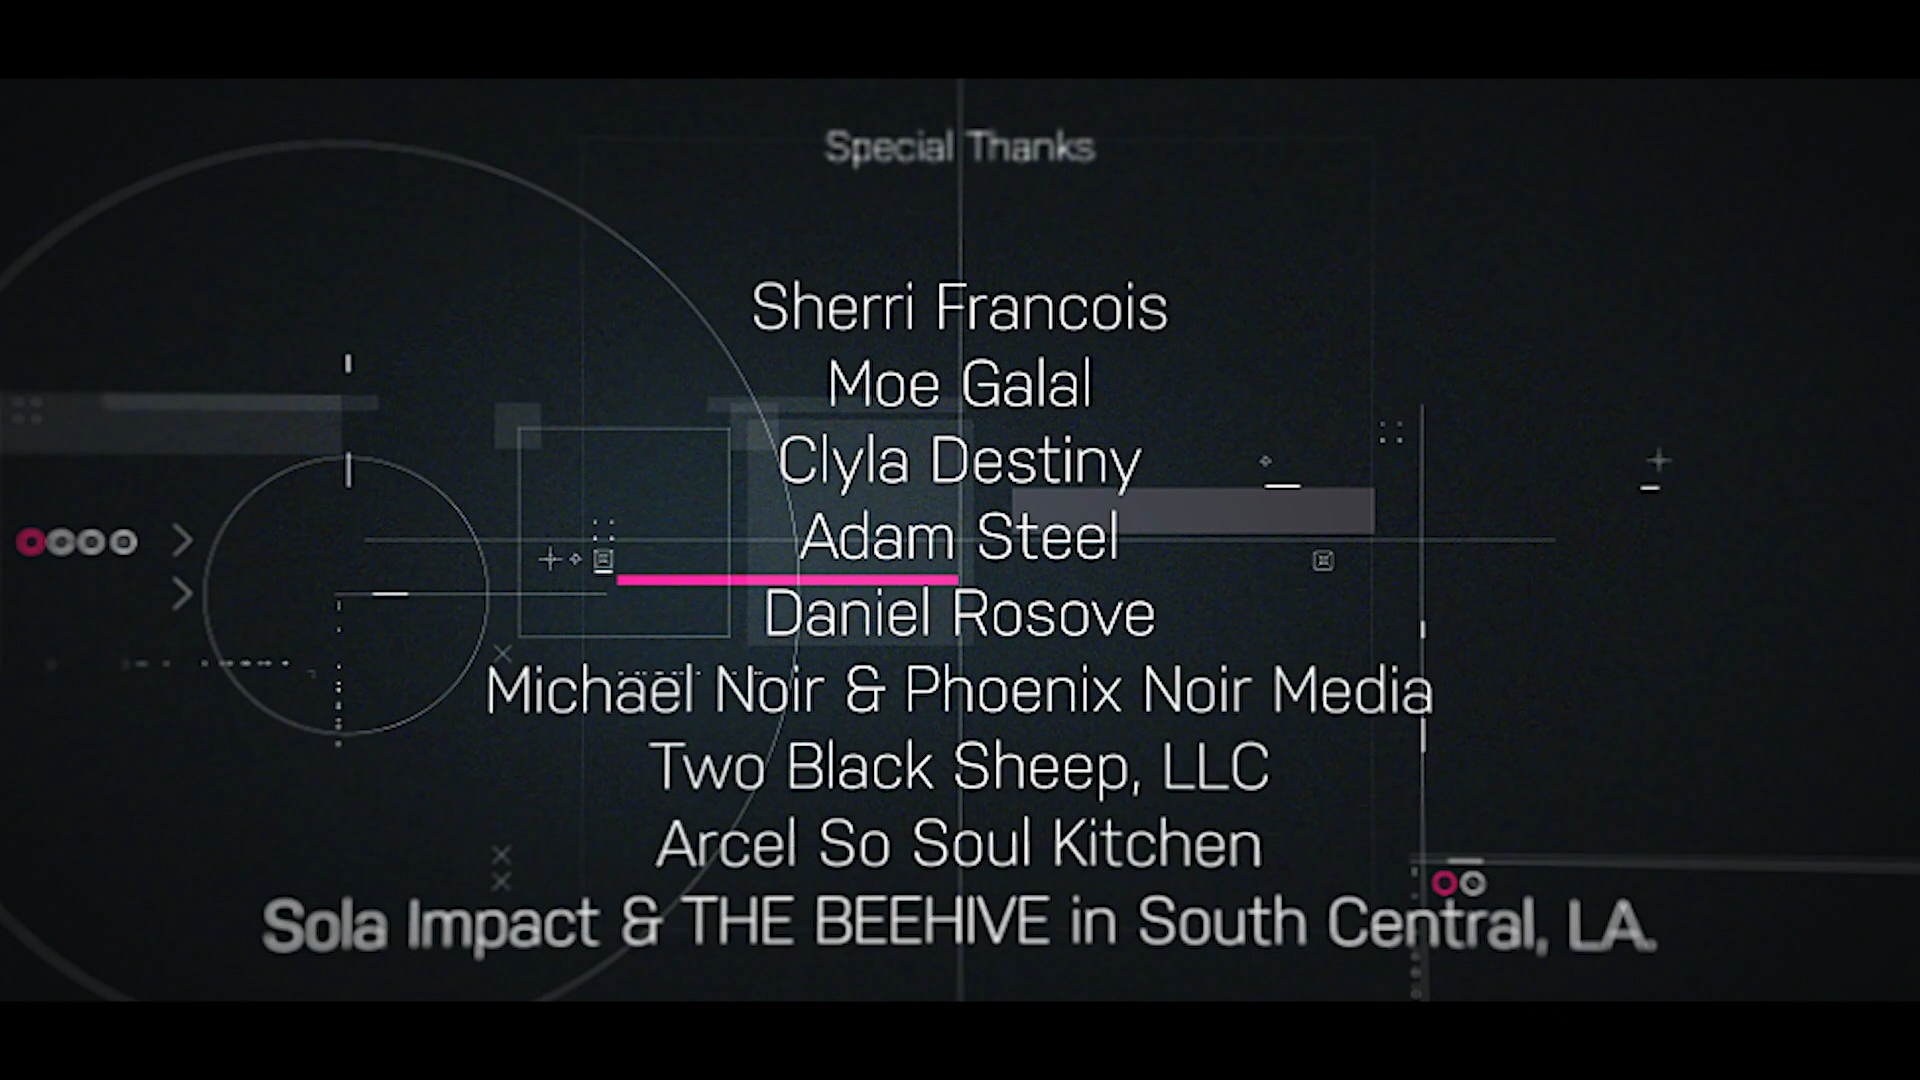 Special Thanks
Sherri Francois
Moe Galal
Clyla Destiny
Adam Steel
Daniel Rosove
Michael Noir & Phoenix Noir Media
Two Black Sheep, LLC
Arcel So Soul Kitchen
Sola Impact & THE BEEHIVE in South Central, LA.